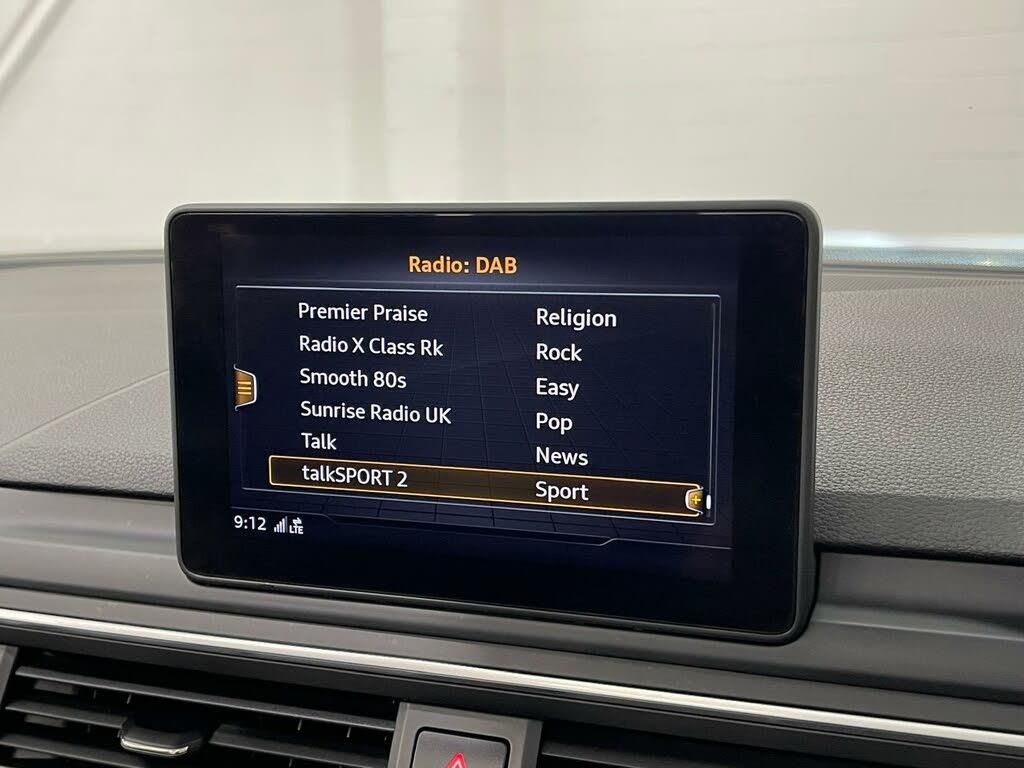 Radio: DAB
Premier Praise Religion
Radio X Class Rk Rock
Smooth 80s Easy
Sunrise Radio UK Pop
Talk News
talkSPORT 2 Sport
9:12 LTE